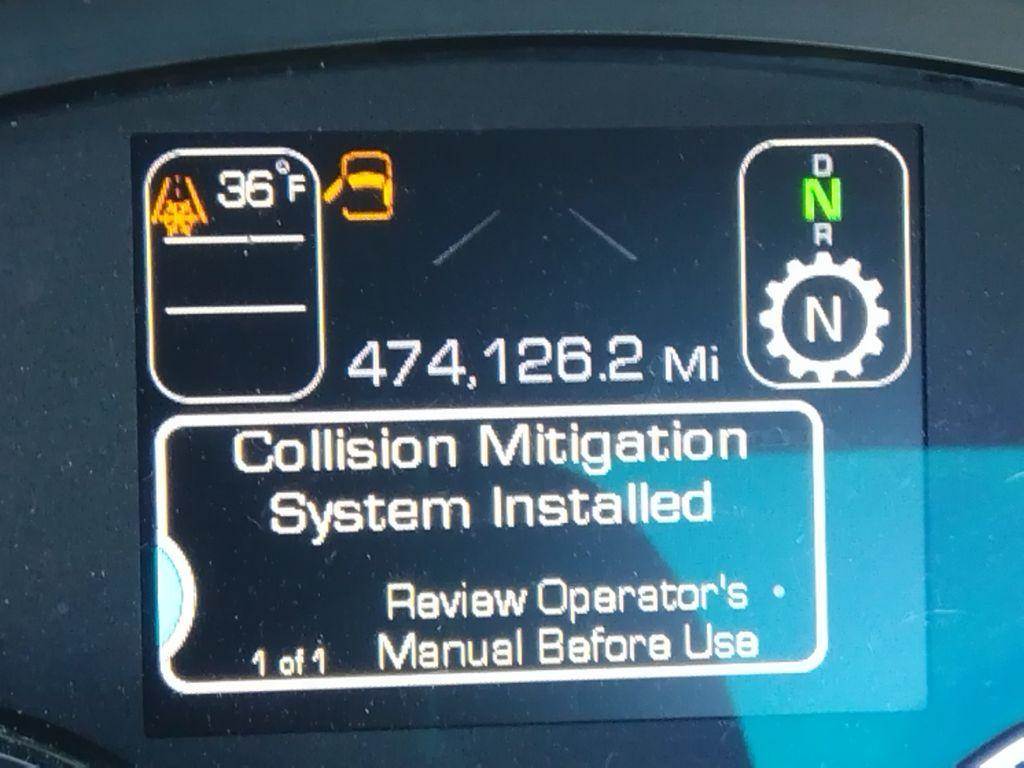 36°F
D
N
R
N
474,126.2 Mi
Collision Mitigation
System Installed
Review Operator's
Manual Before Use
1 of 1